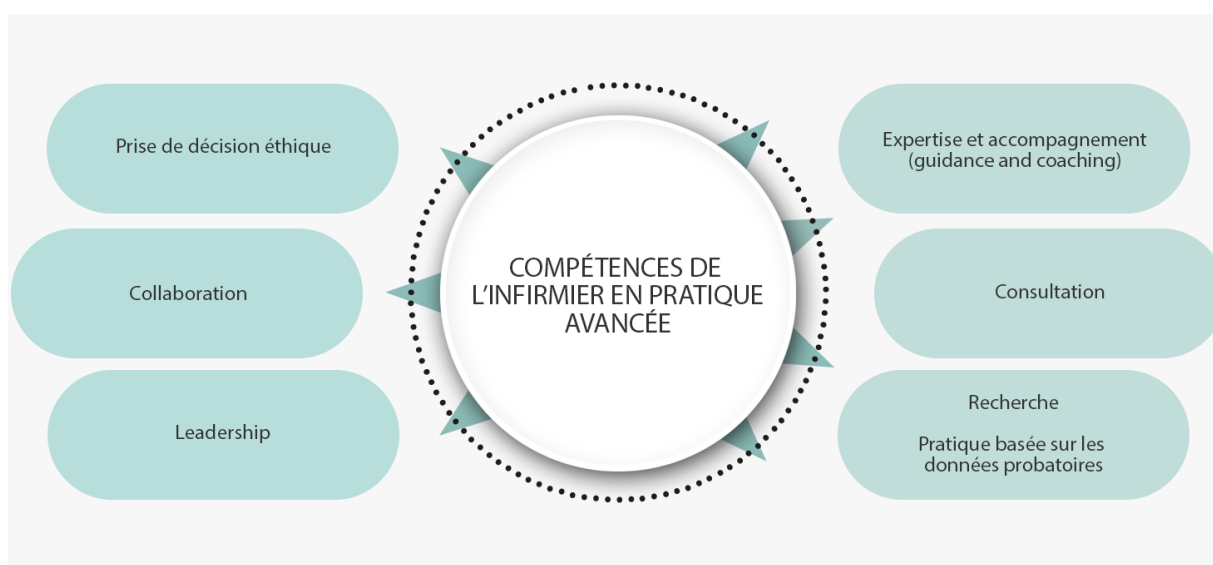 Prise de décision éthique
Collaboration
Leadership
COMPÉTENCES DE
L'INFIRMIER EN PRATIQUE
AVANCÉE
Expertise et accompagnement
(guidance and coaching)
Consultation
Recherche
Pratique basée sur les
données probatoires